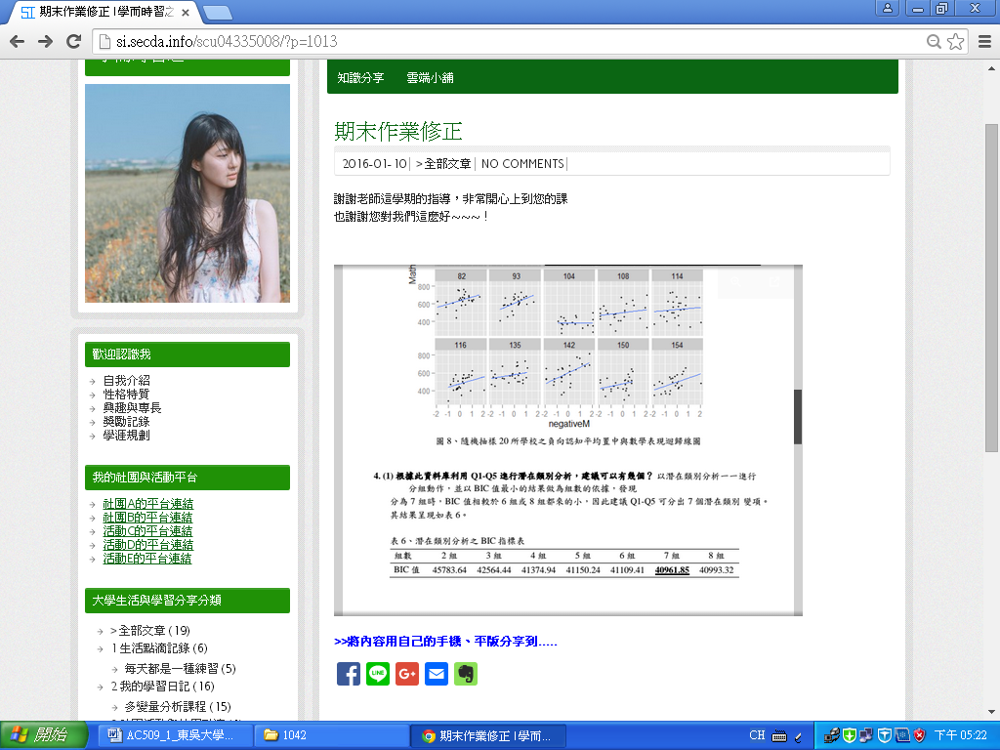 期末作業修正 | 學而時習之
si.secda.info/scu04335008/?p=1013
知識分享 雲端小舖
期末作業修正
2016-01-10 | > 全部文章 | NO COMMENTS |
謝謝老師這學期的指導，非常開心上到您的課
也謝謝您對我們這麼好~~~！
Math
82 93 104 108 114
800
600
400
116 135 142 150 154
800
600
400
-2 -1 0 1 2 -2 -1 0 1 2 -2 -1 0 1 2 -2 -1 0 1 2 -2 -1 0 1 2
negativeM
圖 8、隨機抽樣 20 所學校之負向認知平均置中與數學表現迴歸線圖
4. (1) 根據此資料庫利用 Q1-Q5 進行潛在類別分析，建議可以有幾個？ 以潛在類別分析一一進行
分組動作，並以 BIC 值最小的結果做為組數的依據，發現
分為 7 組時，BIC 值相較於 6 組或 8 組都來的小，因此建議 Q1-Q5 可分出 7 個潛在類別 變項。
其結果呈現如表 6。
表 6、潛在類別分析之 BIC 指標表
組數 2 組 3 組 4 組 5 組 6 組 7 組 8 組
BIC 值 45783.64 42564.44 41374.94 41150.24 41109.41 40961.85 40993.32
>>將內容用自己的手機、平版分享到.....
LINE
G+
歡迎認識我
自我介紹
性格特質
興趣與專長
獎勵記錄
學涯規劃
我的社團與活動平台
社團A的平台連結
社團B的平台連結
活動C的平台連結
活動D的平台連結
活動E的平台連結
大學生活與學習分享分類
> 全部文章 (19)
1 生活點滴記錄 (6)
每天都是一種練習 (5)
2 我的學習日記 (16)
多變量分析課程 (15)
開始
AC509_1_東吳大學...
1042
期末作業修正 | 學而...
CH
下午 05:22